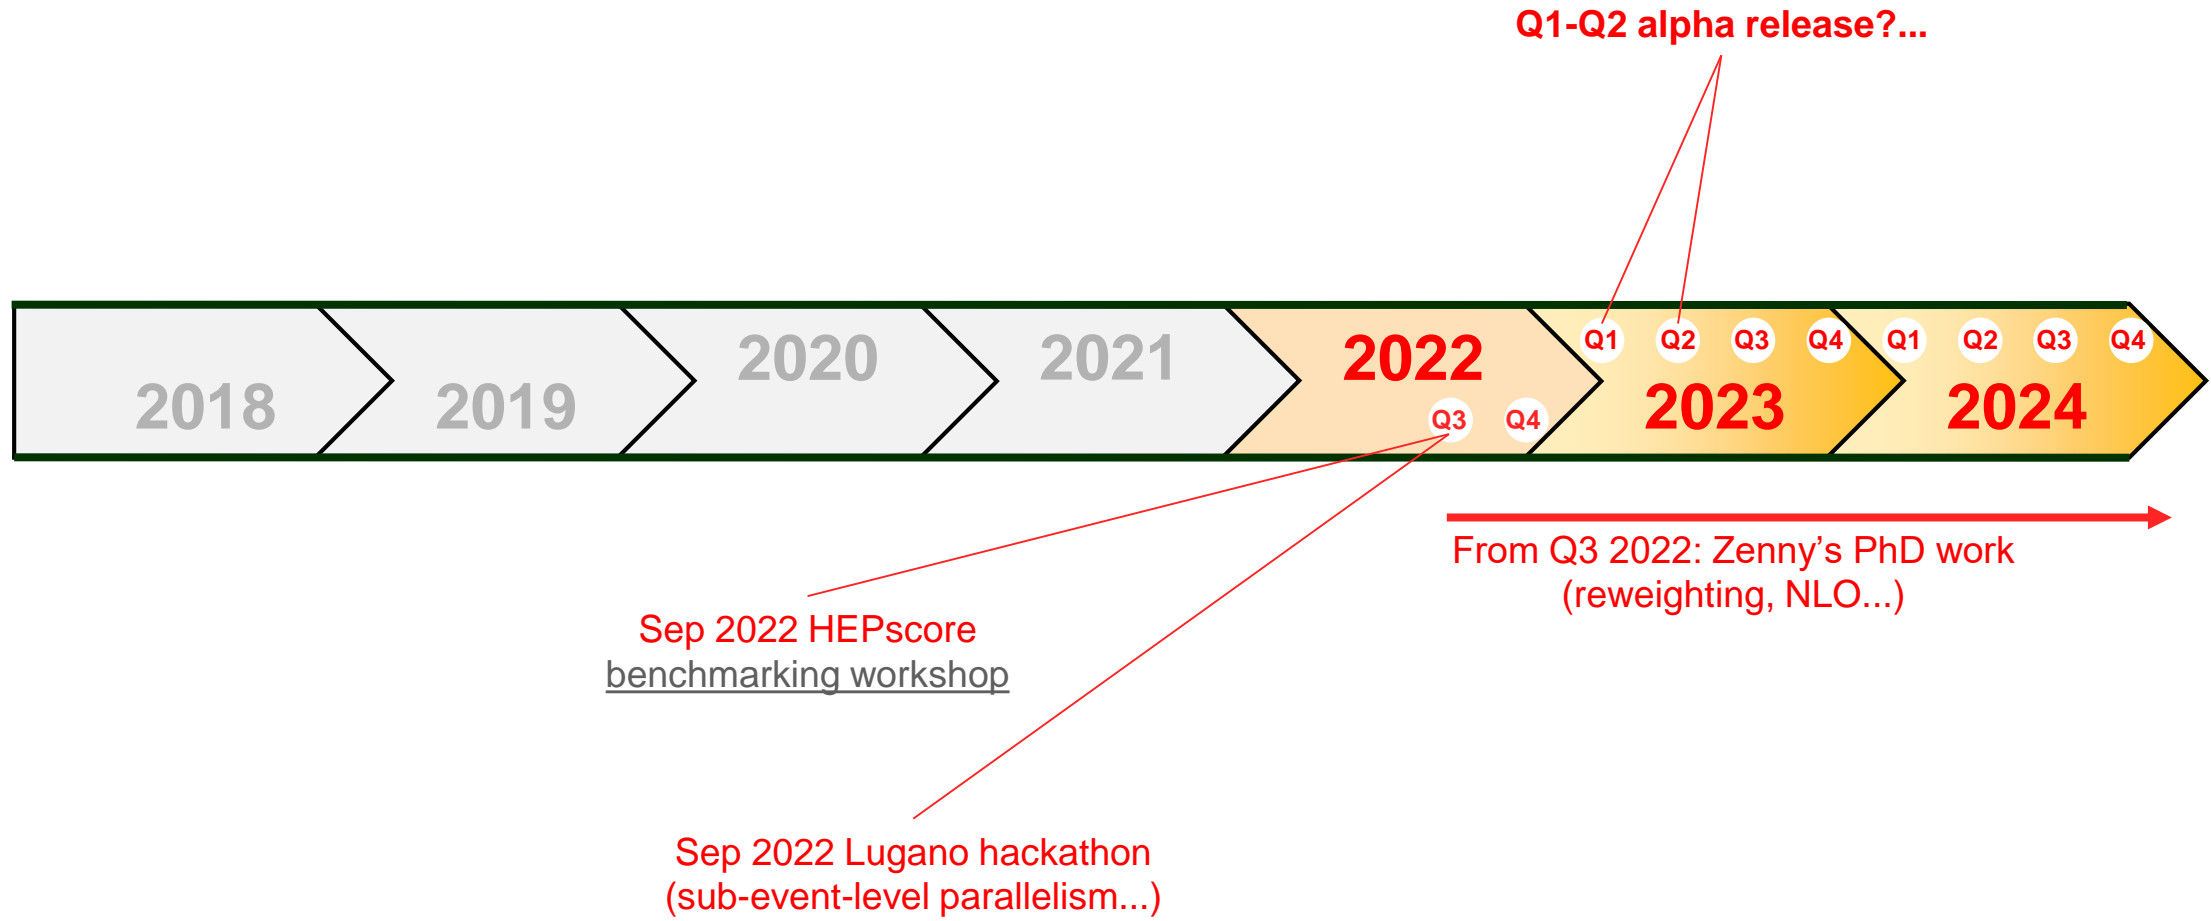 Q1-Q2 alpha release?...
2018
2019
2020
2021
2022
Q3
Q4
Q1
Q2
Q3
Q4
2023
Q1
Q2
Q3
Q4
2024
From Q3 2022: Zenny’s PhD work
(reweighting, NLO...)
Sep 2022 HEPscore
benchmarking workshop
Sep 2022 Lugano hackathon
(sub-event-level parallelism...)